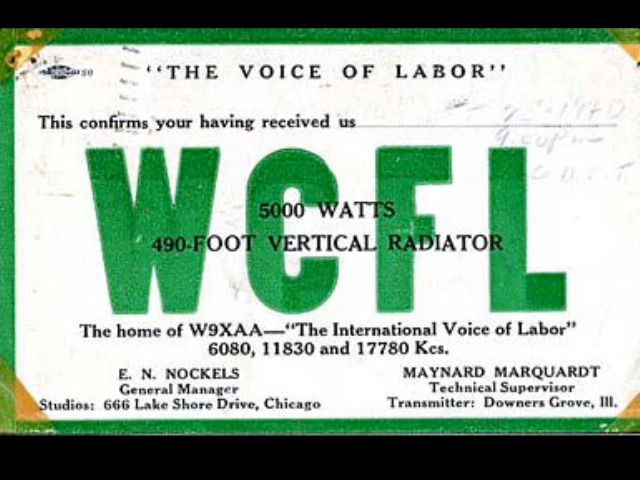 "THE VOICE OF LABOR"
This confirms your having received us
WCFL
5000 WATTS
490-FOOT VERTICAL RADIATOR
The home of W9XAA—"The International Voice of Labor"
6080, 11830 and 17780 Kcs.
E. N. NOCKELS
General Manager
Studios: 666 Lake Shore Drive, Chicago
MAYNARD MARQUARDT
Technical Supervisor
Transmitter: Downers Grove, Ill.